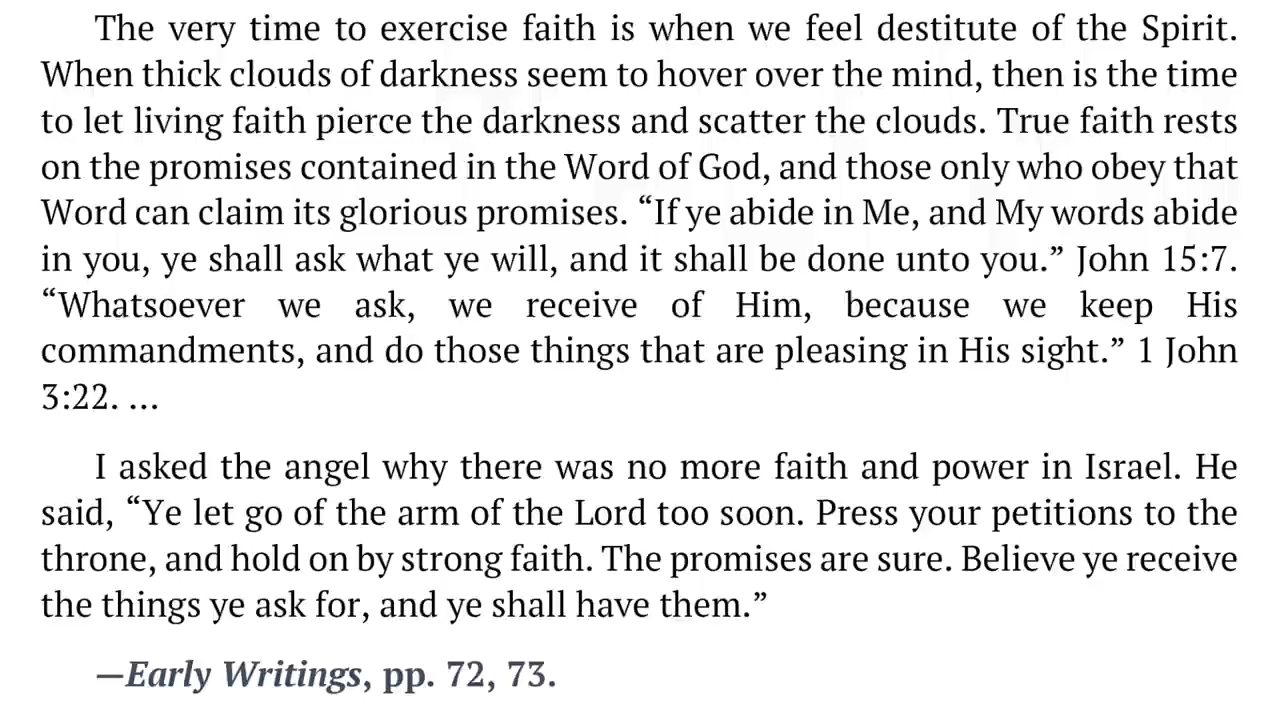 The very time to exercise faith is when we feel destitute of the Spirit.
When thick clouds of darkness seem to hover over the mind, then is the time
to let living faith pierce the darkness and scatter the clouds. True faith rests
on the promises contained in the Word of God, and those only who obey that
Word can claim its glorious promises. “If ye abide in Me, and My words abide
in you, ye shall ask what ye will, and it shall be done unto you.” John 15:7.
“Whatsoever we ask, we receive of Him, because we keep His
commandments, and do those things that are pleasing in His sight.” 1 John
3:22. ...
I asked the angel why there was no more faith and power in Israel. He
said, “Ye let go of the arm of the Lord too soon. Press your petitions to the
throne, and hold on by strong faith. The promises are sure. Believe ye receive
the things ye ask for, and ye shall have them.”
—Early Writings, pp. 72, 73.